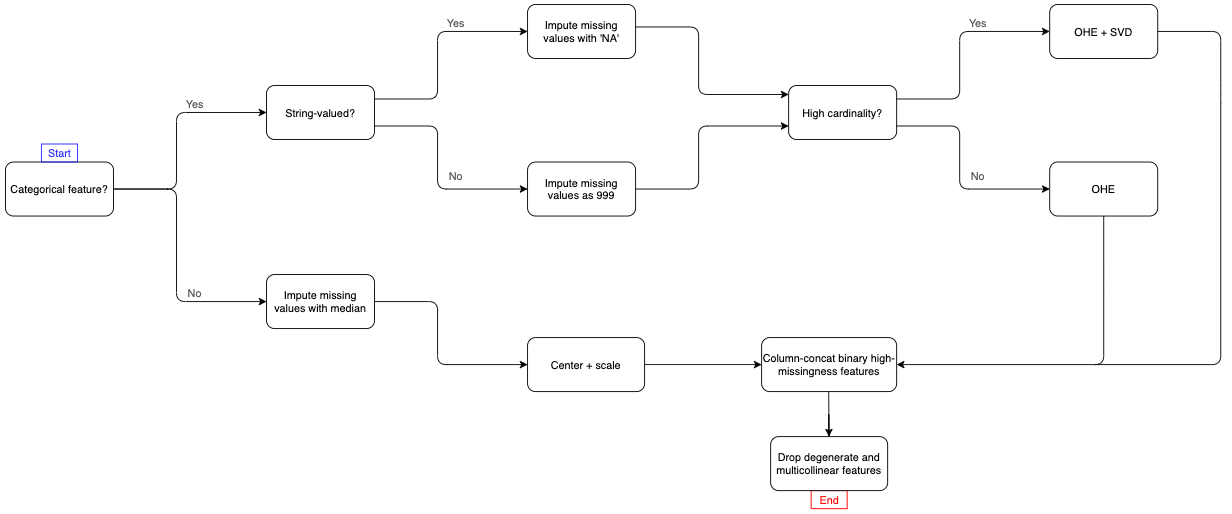 Yes
Impute missing
values with 'NA'
Yes
OHE + SVD
Yes
String-valued?
High cardinality?
Start
Categorical feature?
No
Impute missing
values as 999
No
OHE
No
Impute missing
values with median
Center + scale
Column-concat binary high-
missingness features
Drop degenerate and
multicollinear features
End